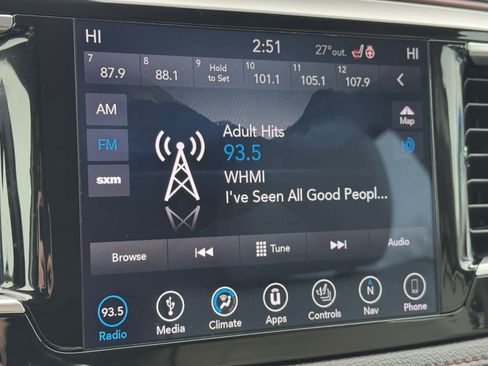 HI 2:51 27° out. HI
7 87.9 8 88.1 9 Hold to Set 10 101.1 11 105.1 12 107.9
AM
FM
sxm
Map
Adult Hits
93.5
WHMI
I've Seen All Good Peopl...
Browse Tune Audio
93.5 Radio Media Climate Apps Controls N Nav Phone